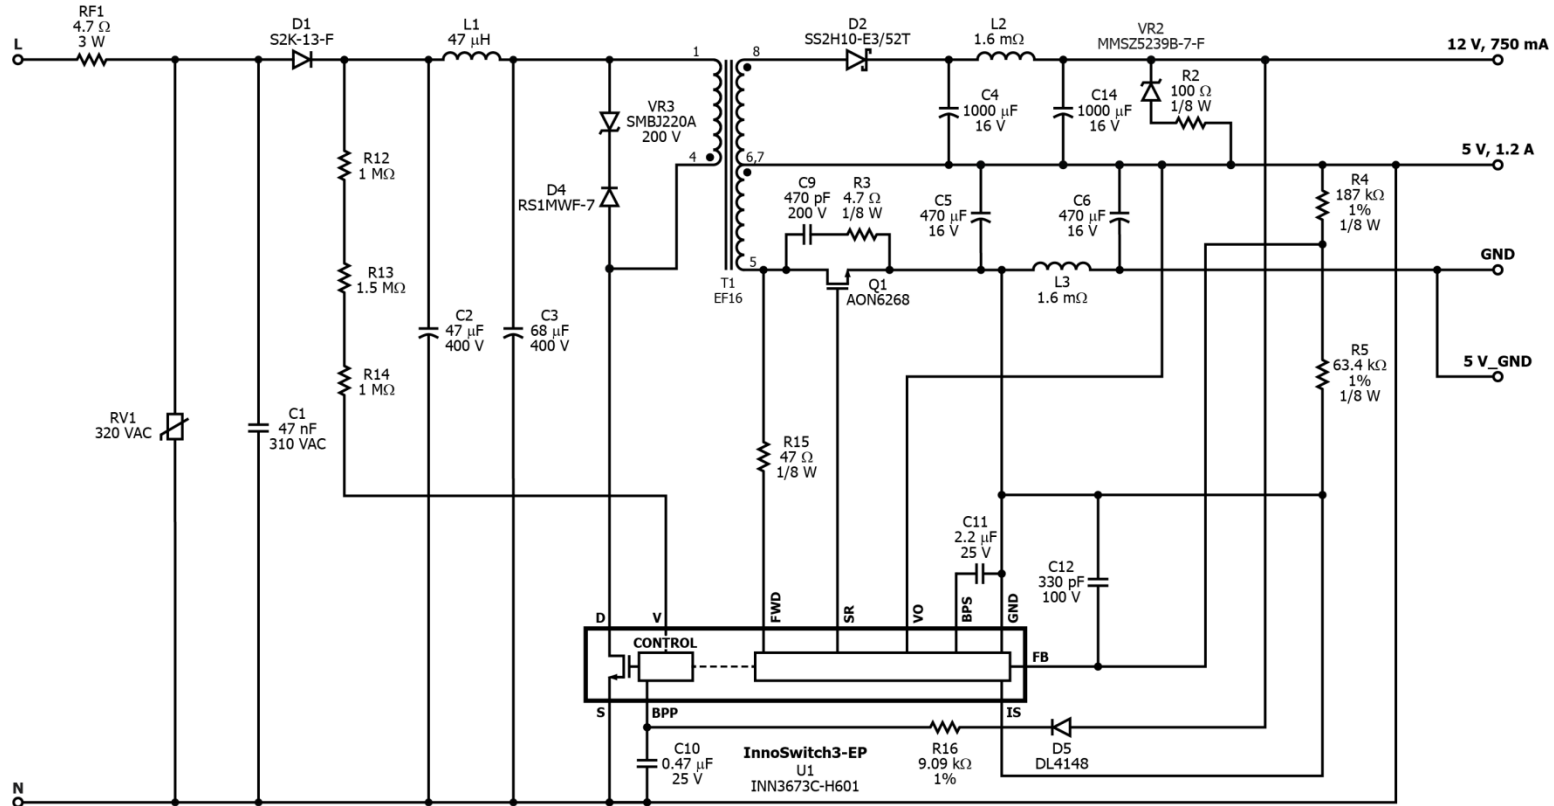 RF1
4.7 Ω
3 W
L
D1
S2K-13-F
L1
47 μH
D2
SS2H10-E3/52T
L2
1.6 mΩ
VR2
MMSZ5239B-7-F
12 V, 750 mA
1
8
R2
100 Ω
1/8 W
C4
1000 μF
16 V
C14
1000 μF
16 V
VR3
SMBJ220A
200 V
4
6,7
5 V, 1.2 A
R12
1 MΩ
D4
RS1MWF-7
C9
470 pF
200 V
R3
4.7 Ω
1/8 W
C5
470 μF
16 V
C6
470 μF
16 V
R4
187 kΩ
1%
1/8 W
5
GND
T1
EF16
Q1
AON6268
L3
1.6 mΩ
R13
1.5 MΩ
C2
47 μF
400 V
C3
68 μF
400 V
R14
1 MΩ
R5
63.4 kΩ
1%
1/8 W
5 V_GND
RV1
320 VAC
C1
47 nF
310 VAC
R15
47 Ω
1/8 W
C11
2.2 μF
25 V
C12
330 pF
100 V
D
V
FWD
SR
VO
BPS
GND
CONTROL
FB
S
BPP
IS
C10
0.47 μF
25 V
InnoSwitch3-EP
U1
INN3673C-H601
R16
9.09 kΩ
1%
D5
DL4148
N